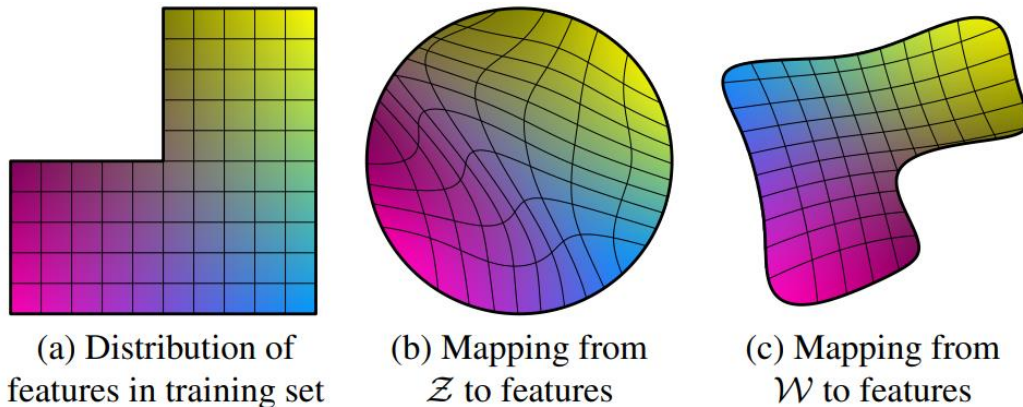 (a) Distribution of
features in training set
(b) Mapping from
𝒵 to features
(c) Mapping from
𝒲 to features